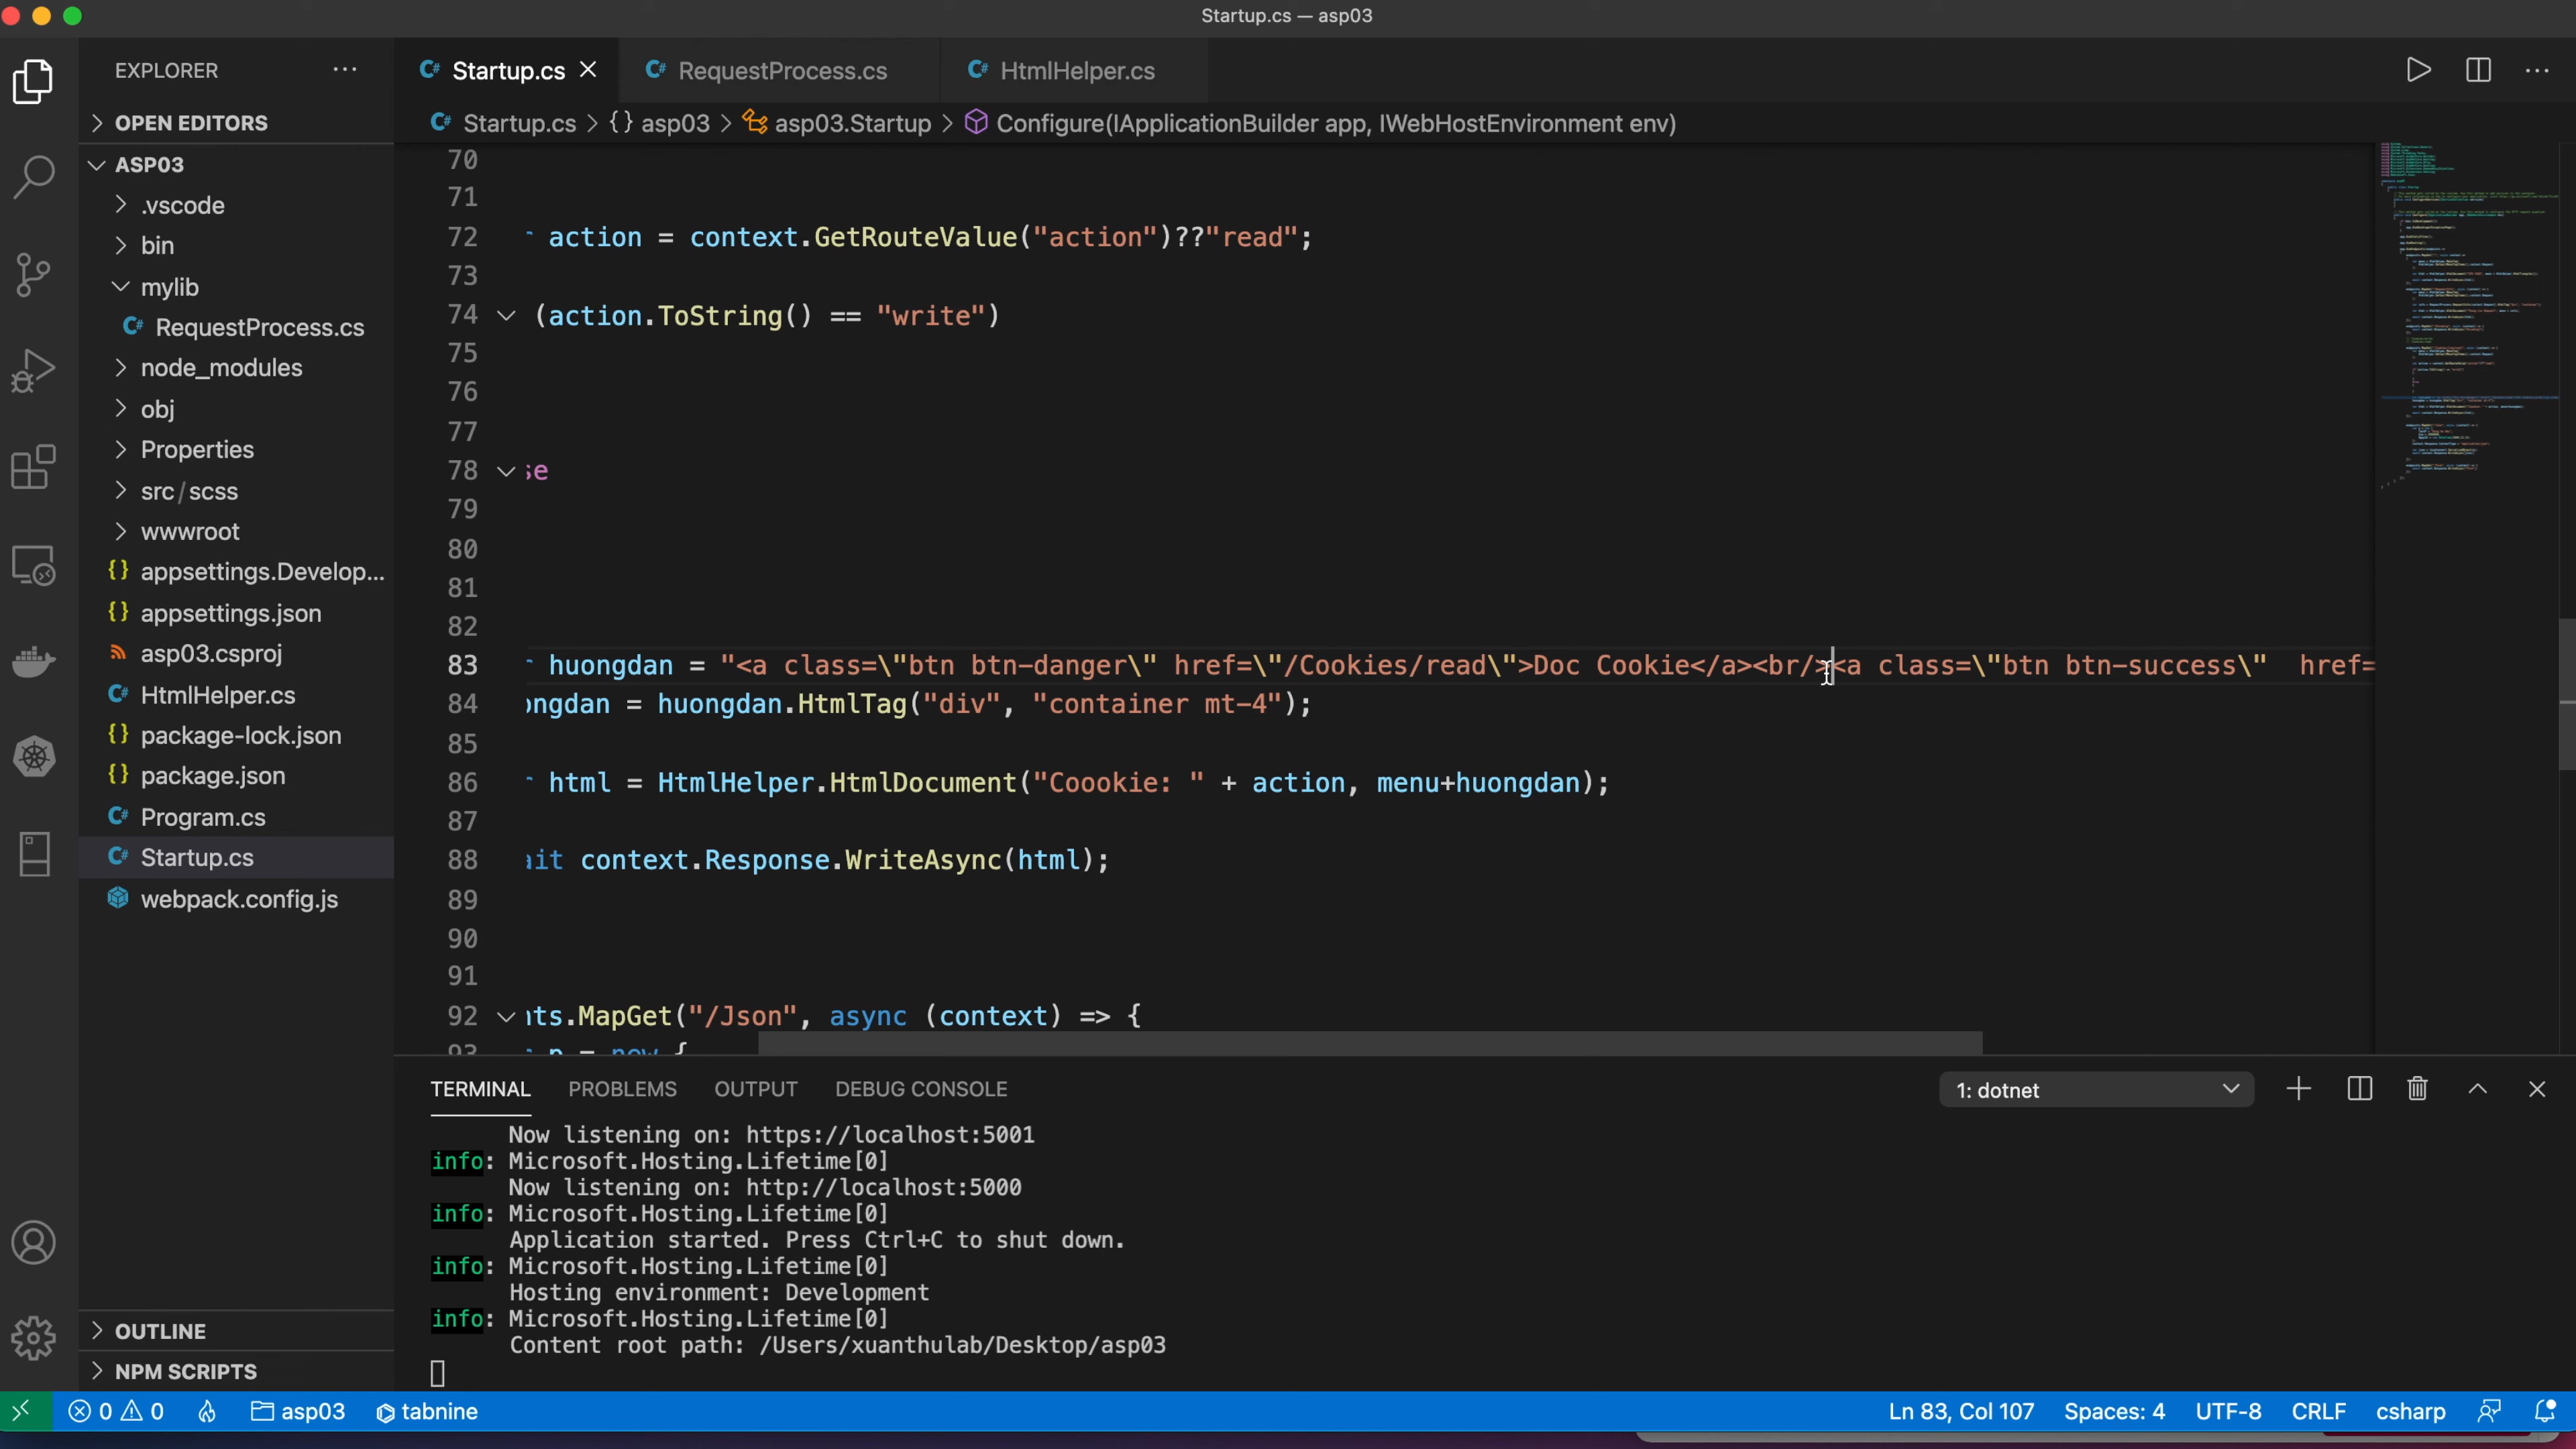 Startup.cs — asp03
EXPLORER
OPEN EDITORS
ASP03
.vscode
bin
mylib
RequestProcess.cs
node_modules
obj
Properties
src/scss
wwwroot
appsettings.Develop...
appsettings.json
asp03.csproj
HtmlHelper.cs
package-lock.json
package.json
Program.cs
Startup.cs
webpack.config.js
OUTLINE
NPM SCRIPTS
Startup.cs
RequestProcess.cs
HtmlHelper.cs
Startup.cs > {} asp03 > asp03.Startup > Configure(IApplicationBuilder app, IWebHostEnvironment env)
70
71
72 action = context.GetRouteValue("action")??"read";
73
74 (action.ToString() == "write")
75
76
77
78 se
79
80
81
82
83 huongdan = "<a class=\"btn btn-danger\" href=\"/Cookies/read\">Doc Cookie</a><br/><a class=\"btn btn-success\"  href=
84 ongdan = huongdan.HtmlTag("div", "container mt-4");
85
86 html = HtmlHelper.HtmlDocument("Coookie: " + action, menu+huongdan);
87
88 ait context.Response.WriteAsync(html);
89
90
91
92 nts.MapGet("/Json", async (context) => {
93 p = new {
TERMINAL PROBLEMS OUTPUT DEBUG CONSOLE
1: dotnet
Now listening on: https://localhost:5001
info: Microsoft.Hosting.Lifetime[0]
Now listening on: http://localhost:5000
info: Microsoft.Hosting.Lifetime[0]
Application started. Press Ctrl+C to shut down.
info: Microsoft.Hosting.Lifetime[0]
Hosting environment: Development
info: Microsoft.Hosting.Lifetime[0]
Content root path: /Users/xuanthulab/Desktop/asp03
0 0 asp03 tabnine Ln 83, Col 107 Spaces: 4 UTF-8 CRLF csharp